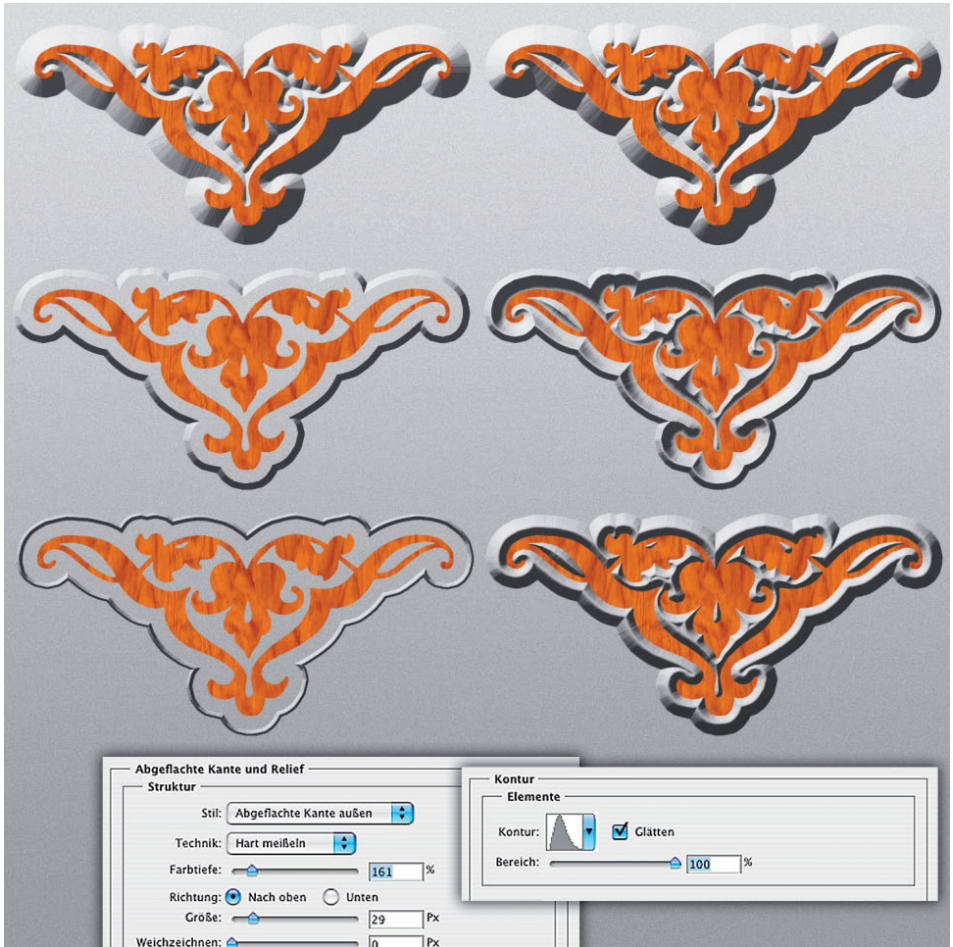 Abgeflachte Kante und Relief
Struktur
Stil: Abgeflachte Kante außen
Technik: Hart meißeln
Farbtiefe: 161 %
Richtung: Nach oben Unten
Größe: 29 Px
Weichzeichnen: 0 Px
Kontur
Elemente
Kontur: Glätten
Bereich: 100 %